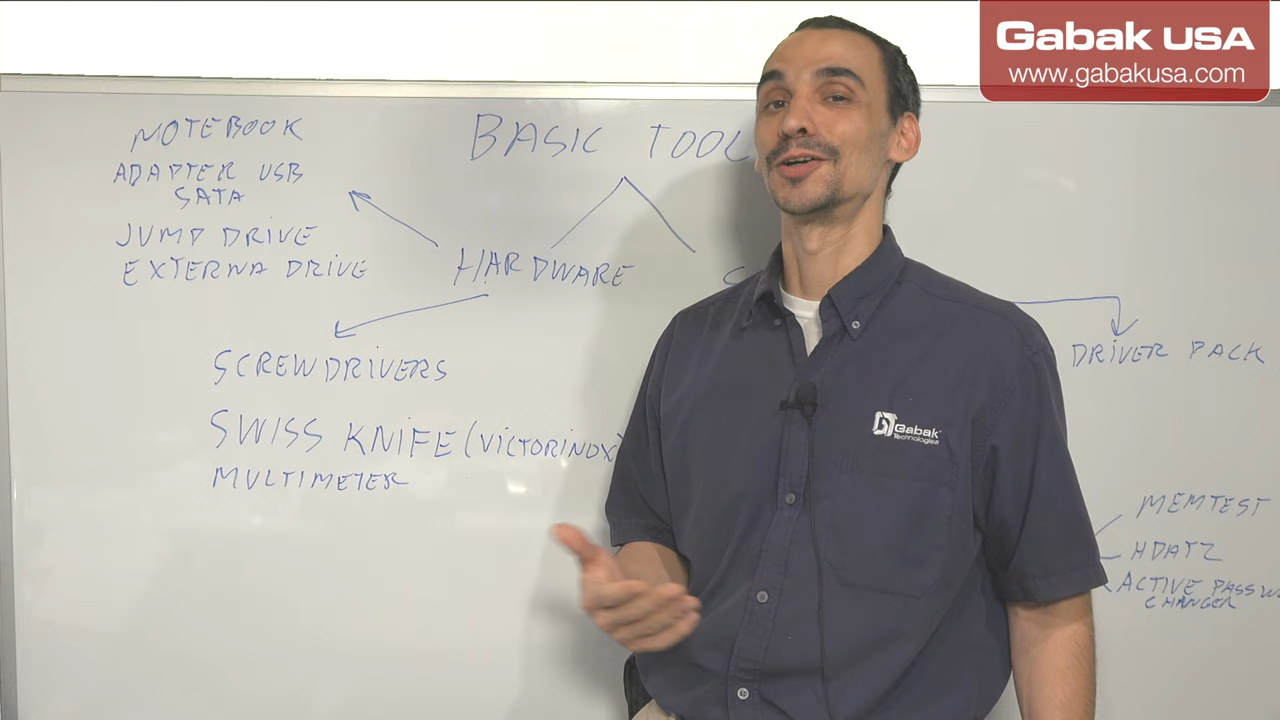 Gabak USA
www.gabakusa.com
BASIC TOOL
NOTEBOOK
ADAPTER USB
SATA
JUMP DRIVE
EXTERNA DRIVE
HARDWARE
S
SCREWDRIVERS
SWISS KNIFE (VICTORINOX)
MULTIMETER
DRIVER PACK
Gabak
Technologies
MEMTEST
HDAT2
ACTIVE PASSW
CHANGER